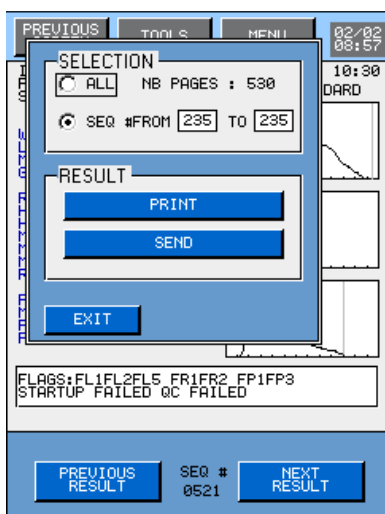 PREVIOUS TOOLS MENU 02/02
08:57
10:30
DARD
SELECTION
ALL NB PAGES : 530
SEQ #FROM 235 TO 235
RESULT
PRINT
SEND
EXIT
FLAGS:FL1FL2FL5 FR1FR2 FP1FP3
STARTUP FAILED QC FAILED
PREVIOUS RESULT
SEQ # 0521
NEXT RESULT